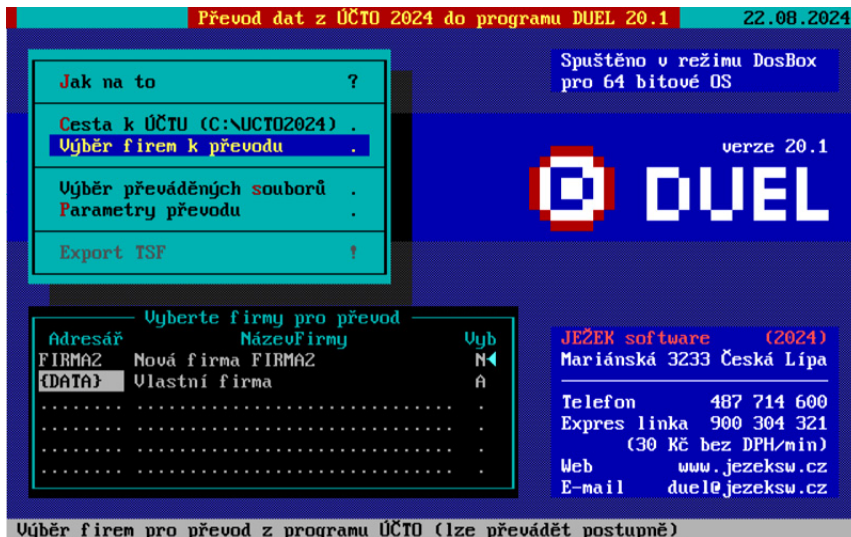 Převod dat z ÚČTO 2024 do programu DUEL 20.1 22.08.2024
Jak na to ?
Cesta k ÚČTU (C:\UCTO2024) .
Výběr firem k převodu .
Výběr převáděných souborů .
Parametry převodu .
Export TSF !
Spuštěno v režimu DosBox
pro 64 bitové OS
verze 20.1
DUEL
Vyberte firmy pro převod
Adresář NázevFirmy Vyb
FIRMA2 Nová firma FIRMA2 N
{DATA} Vlastní firma A
JEŽEK software (2024)
Mariánská 3233 Česká Lípa
Telefon 487 714 600
Expres linka 900 304 321
(30 Kč bez DPH/min)
Web www.jezeksw.cz
E-mail duel@jezeksw.cz
Výběr firem pro převod z programu ÚČTO (lze převádět postupně)